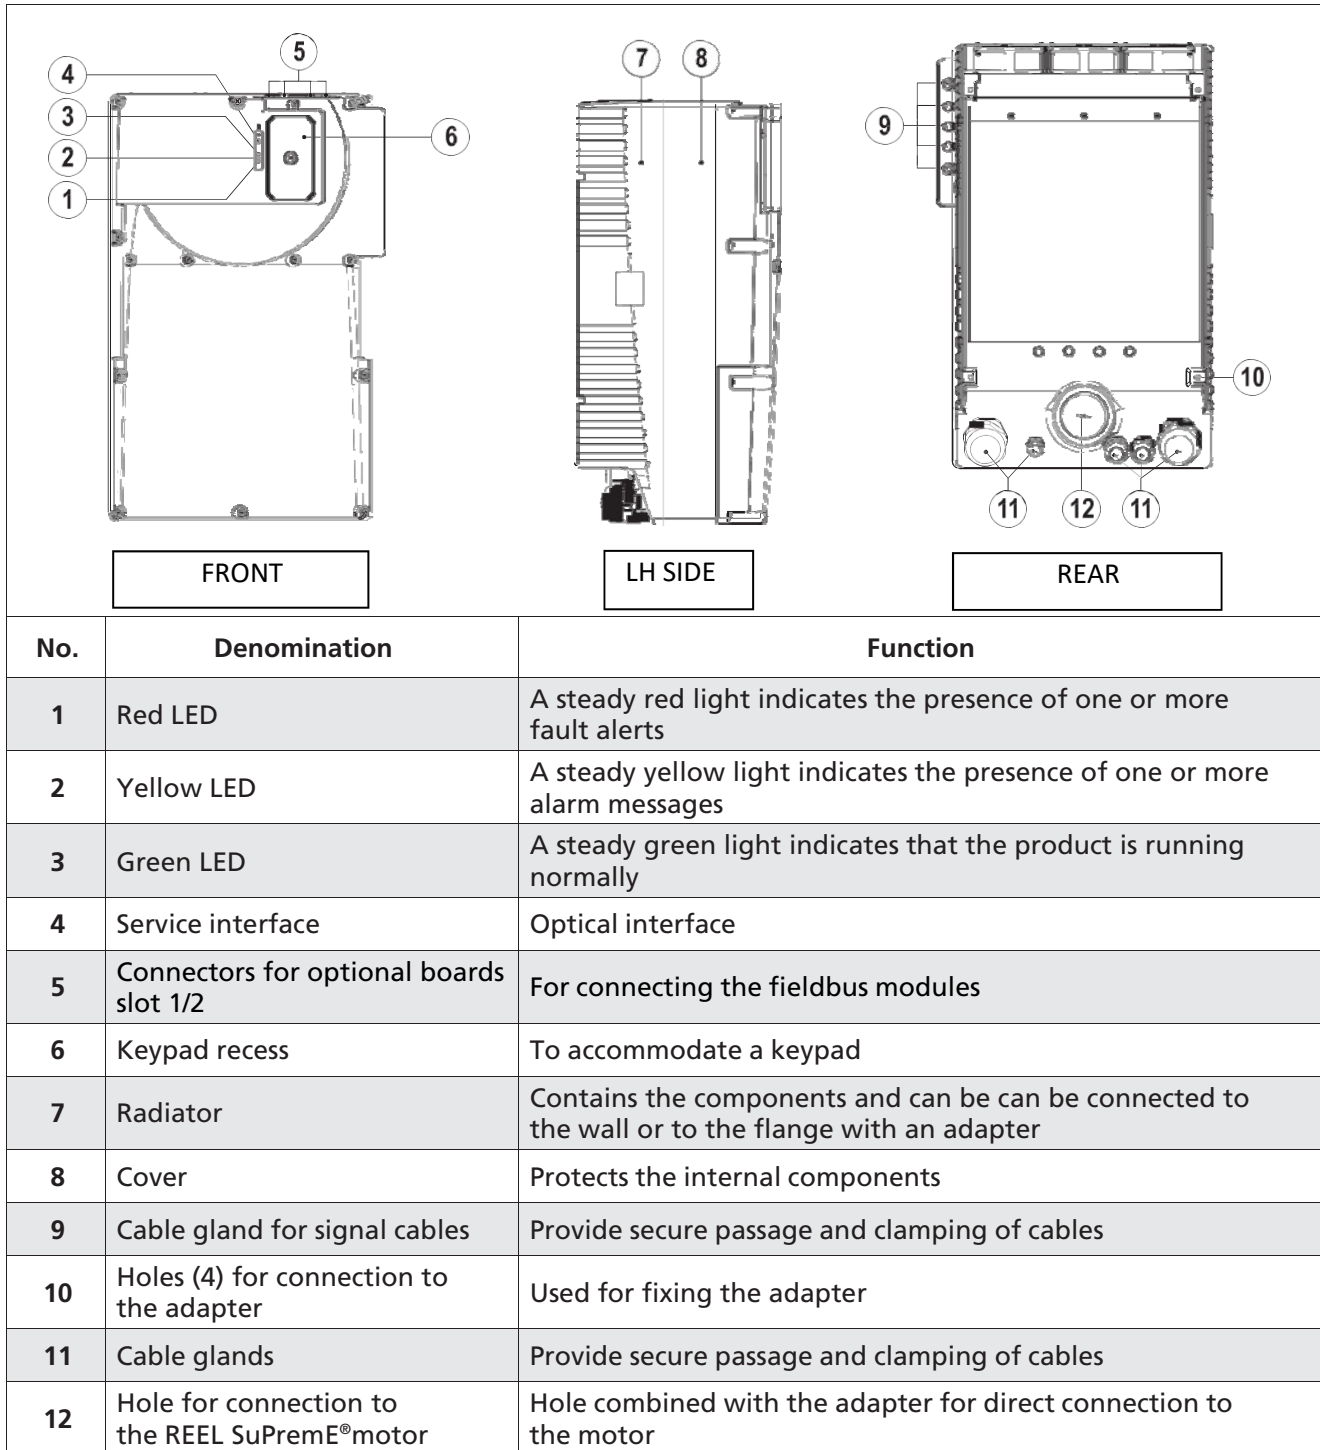 5
4
3
2
1
6
7
8
9
10
11
12
11
FRONT
LH SIDE
REAR
No. Denomination Function
1 Red LED A steady red light indicates the presence of one or more
fault alerts
2 Yellow LED A steady yellow light indicates the presence of one or more
alarm messages
3 Green LED A steady green light indicates that the product is running
normally
4 Service interface Optical interface
5 Connectors for optional boards
slot 1/2
For connecting the fieldbus modules
6 Keypad recess To accommodate a keypad
7 Radiator Contains the components and can be can be connected to
the wall or to the flange with an adapter
8 Cover Protects the internal components
9 Cable gland for signal cables Provide secure passage and clamping of cables
10 Holes (4) for connection to
the adapter
Used for fixing the adapter
11 Cable glands Provide secure passage and clamping of cables
12 Hole for connection to
the REEL SuPremE®motor
Hole combined with the adapter for direct connection to
the motor